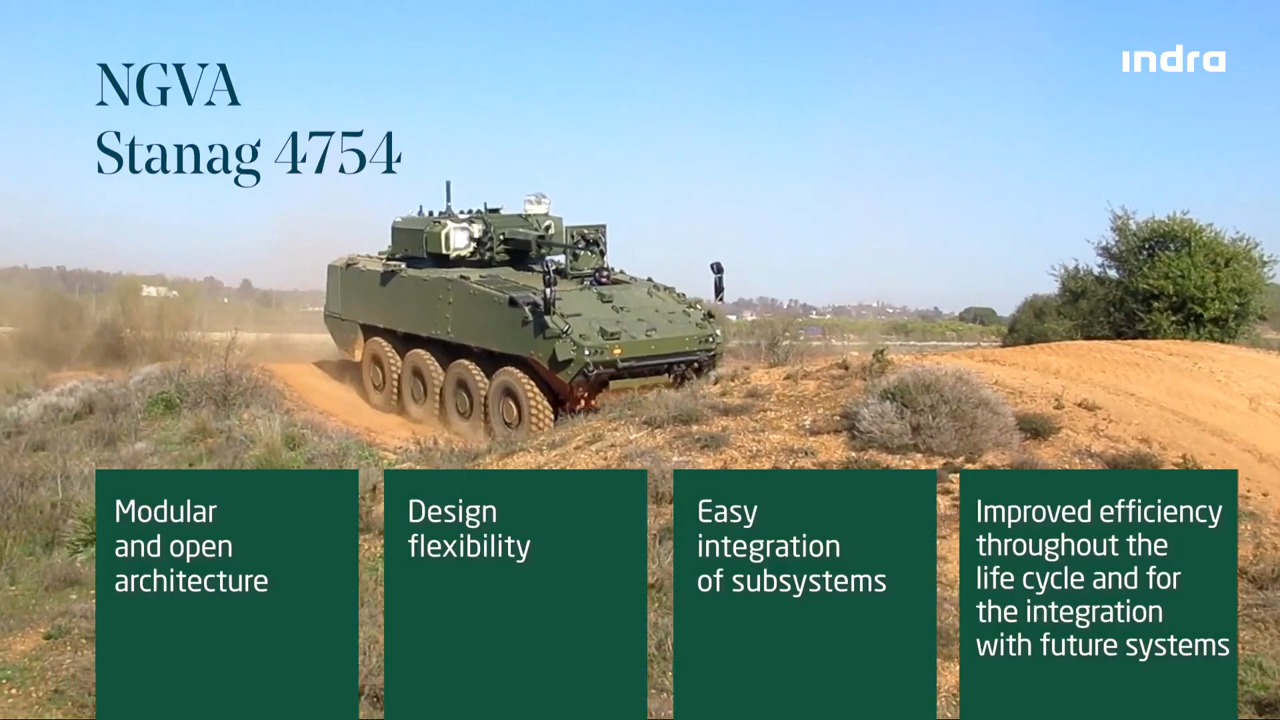 NGVA
Stanag 4754
indra
Modular
and open
architecture
Design
flexibility
Easy
integration
of subsystems
Improved efficiency
throughout the
life cycle and for
the integration
with future systems